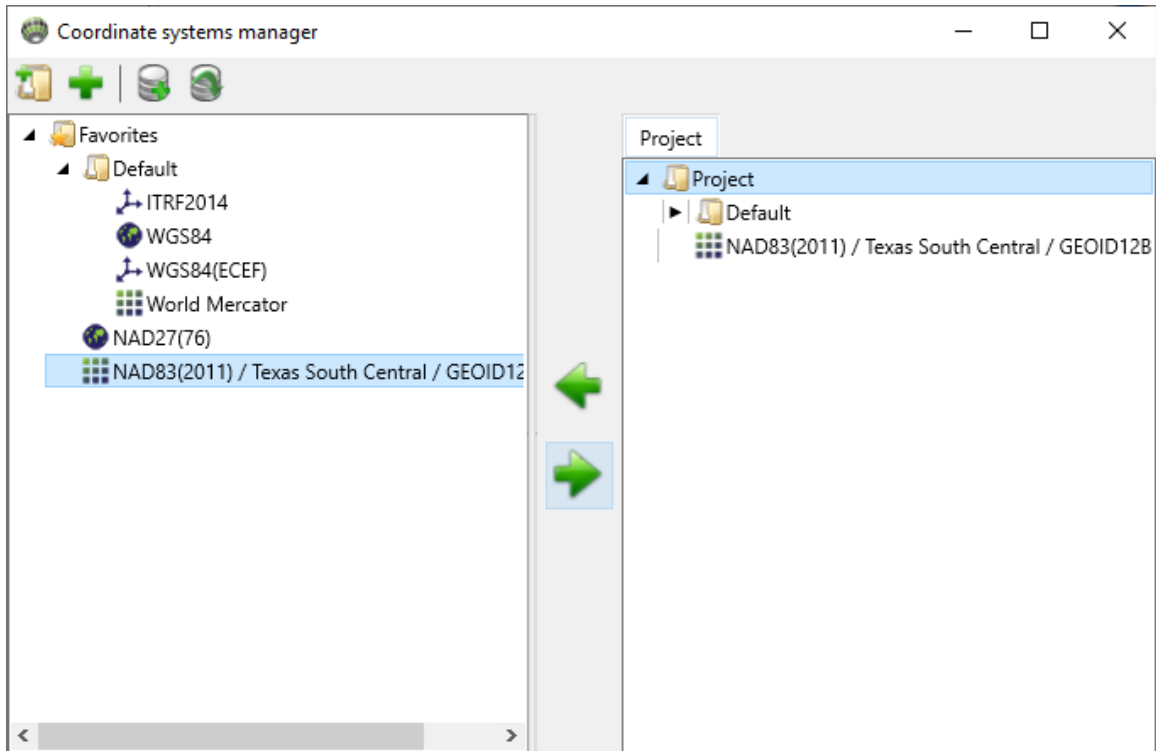 Coordinate systems manager
Favorites
Default
ITRF2014
WGS84
WGS84(ECEF)
World Mercator
NAD27(76)
NAD83(2011) / Texas South Central / GEOID12
Project
Project
Default
NAD83(2011) / Texas South Central / GEOID12B